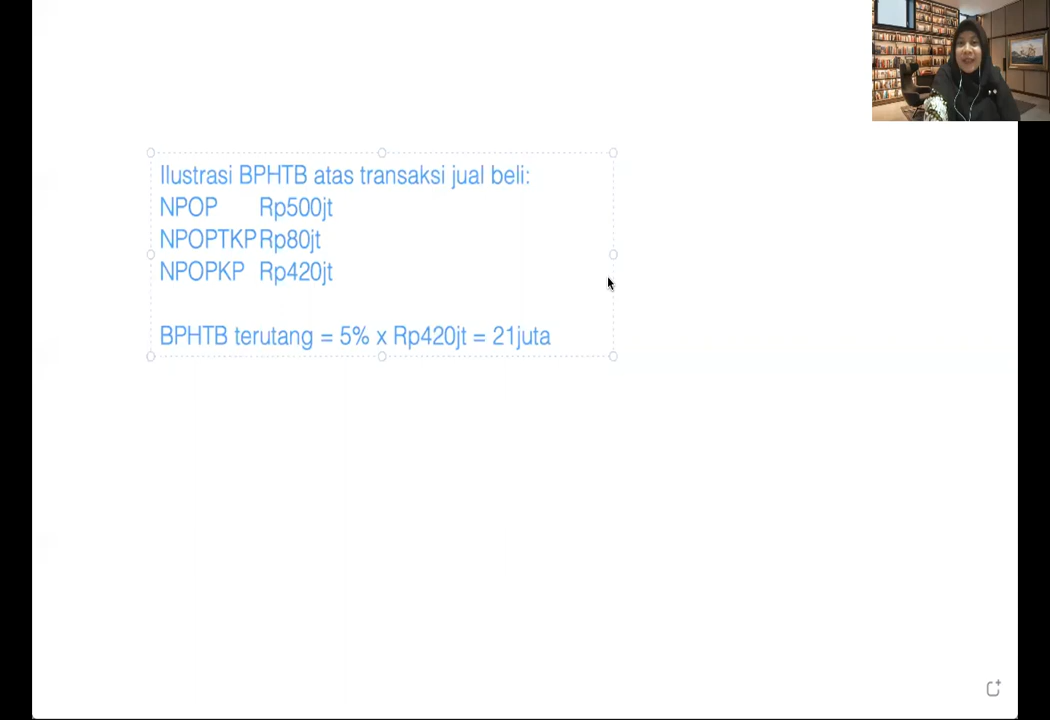 Ilustrasi BPHTB atas transaksi jual beli:
NPOP Rp500jt
NPOPTKP Rp80jt
NPOPKP Rp420jt
BPHTB terutang = 5% x Rp420jt = 21juta